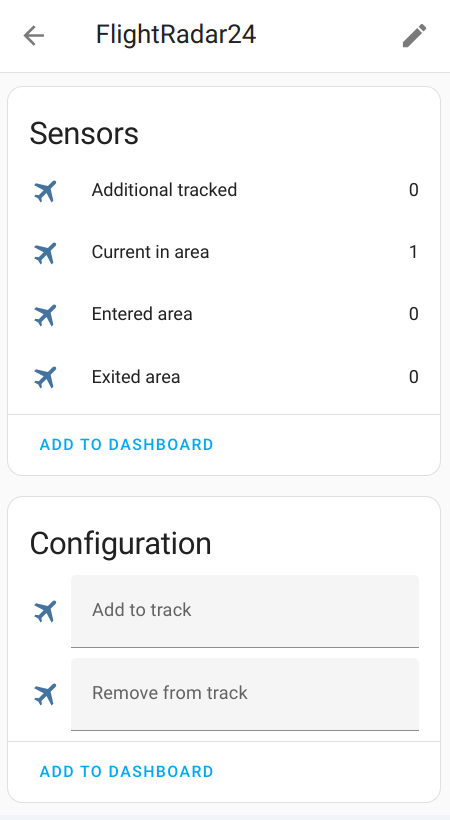 FlightRadar24
Sensors
Additional tracked 0
Current in area 1
Entered area 0
Exited area 0
ADD TO DASHBOARD
Configuration
Add to track
Remove from track
ADD TO DASHBOARD